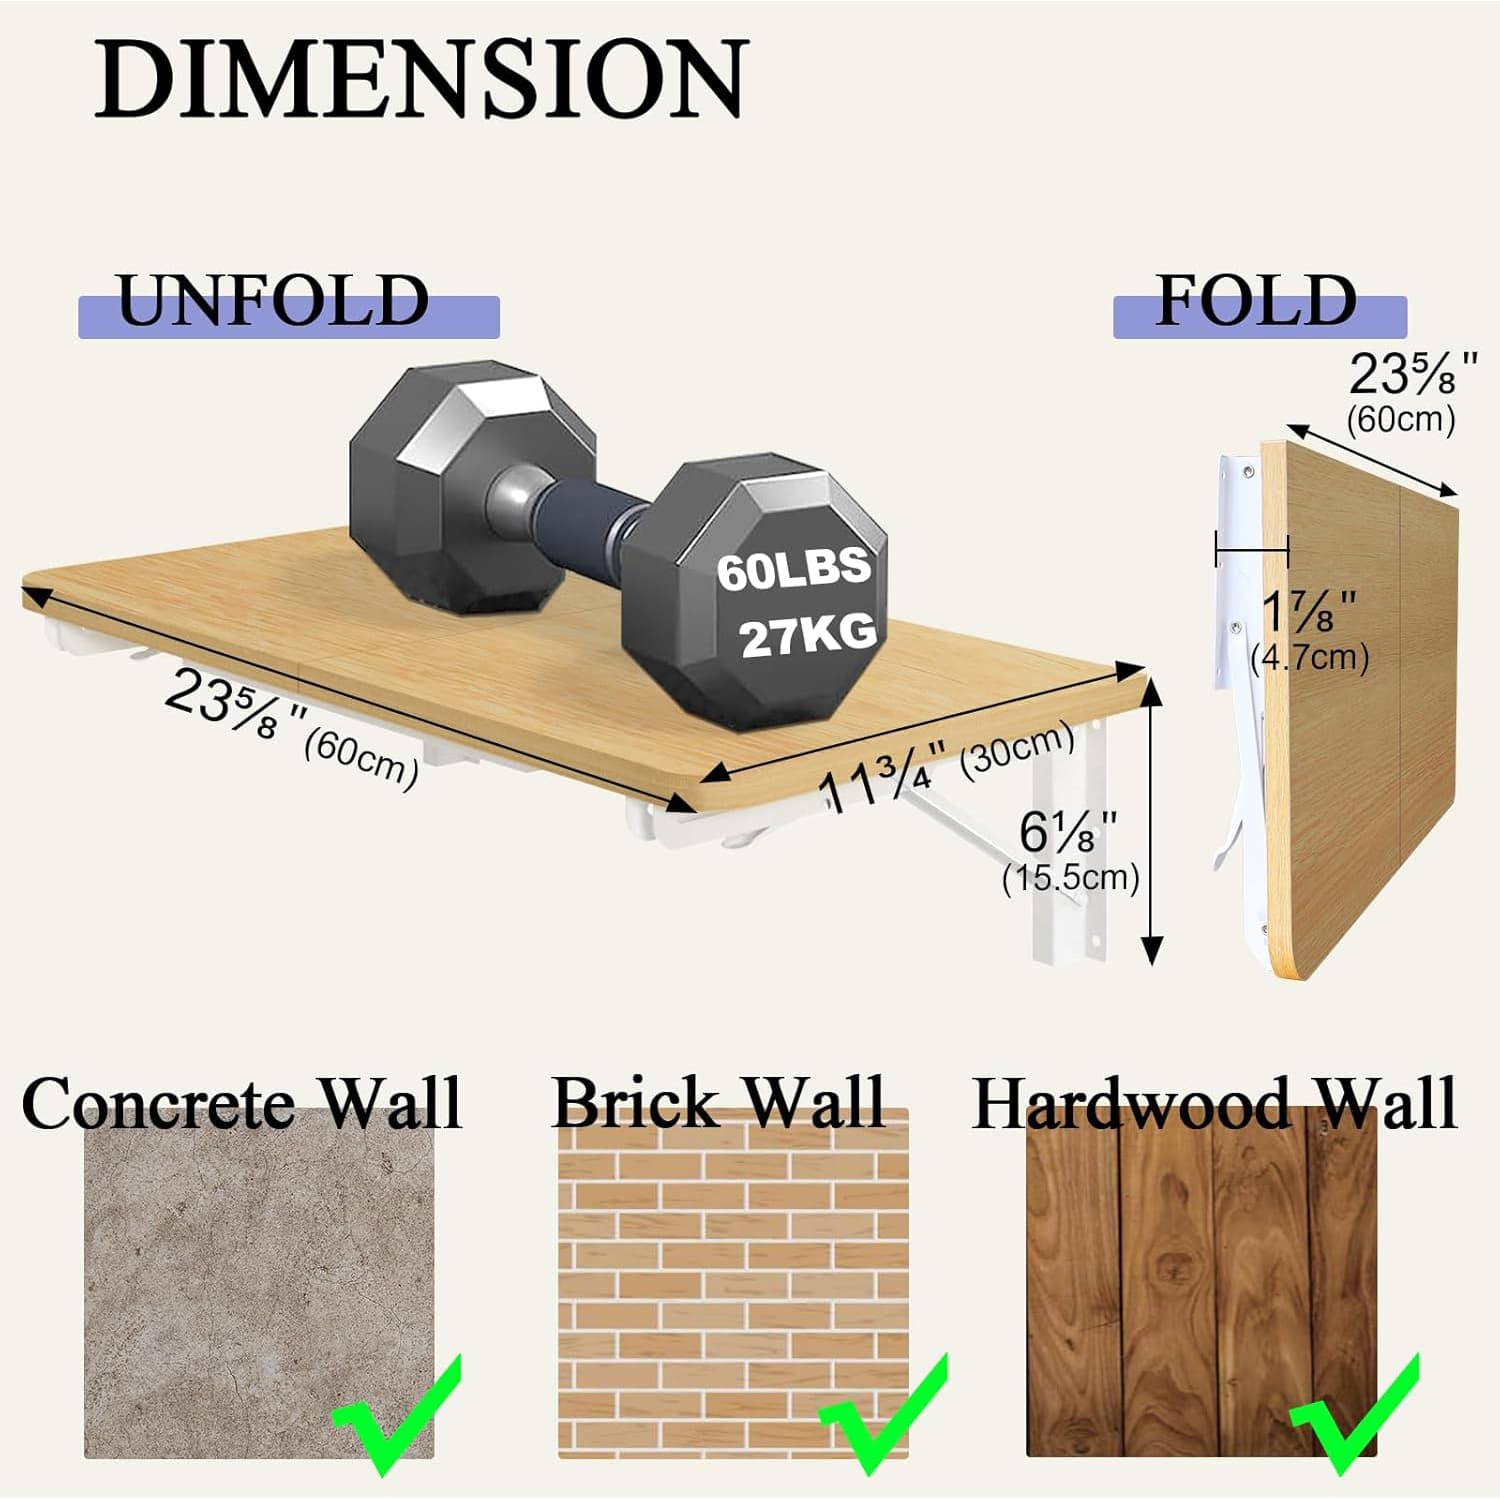 DIMENSION
UNFOLD
FOLD
23⅝"
(60cm)
60LBS
27KG
1⅞"
(4.7cm)
23⅝" (60cm)
11¾" (30cm)
6⅛"
(15.5cm)
Concrete Wall
Brick Wall
Hardwood Wall